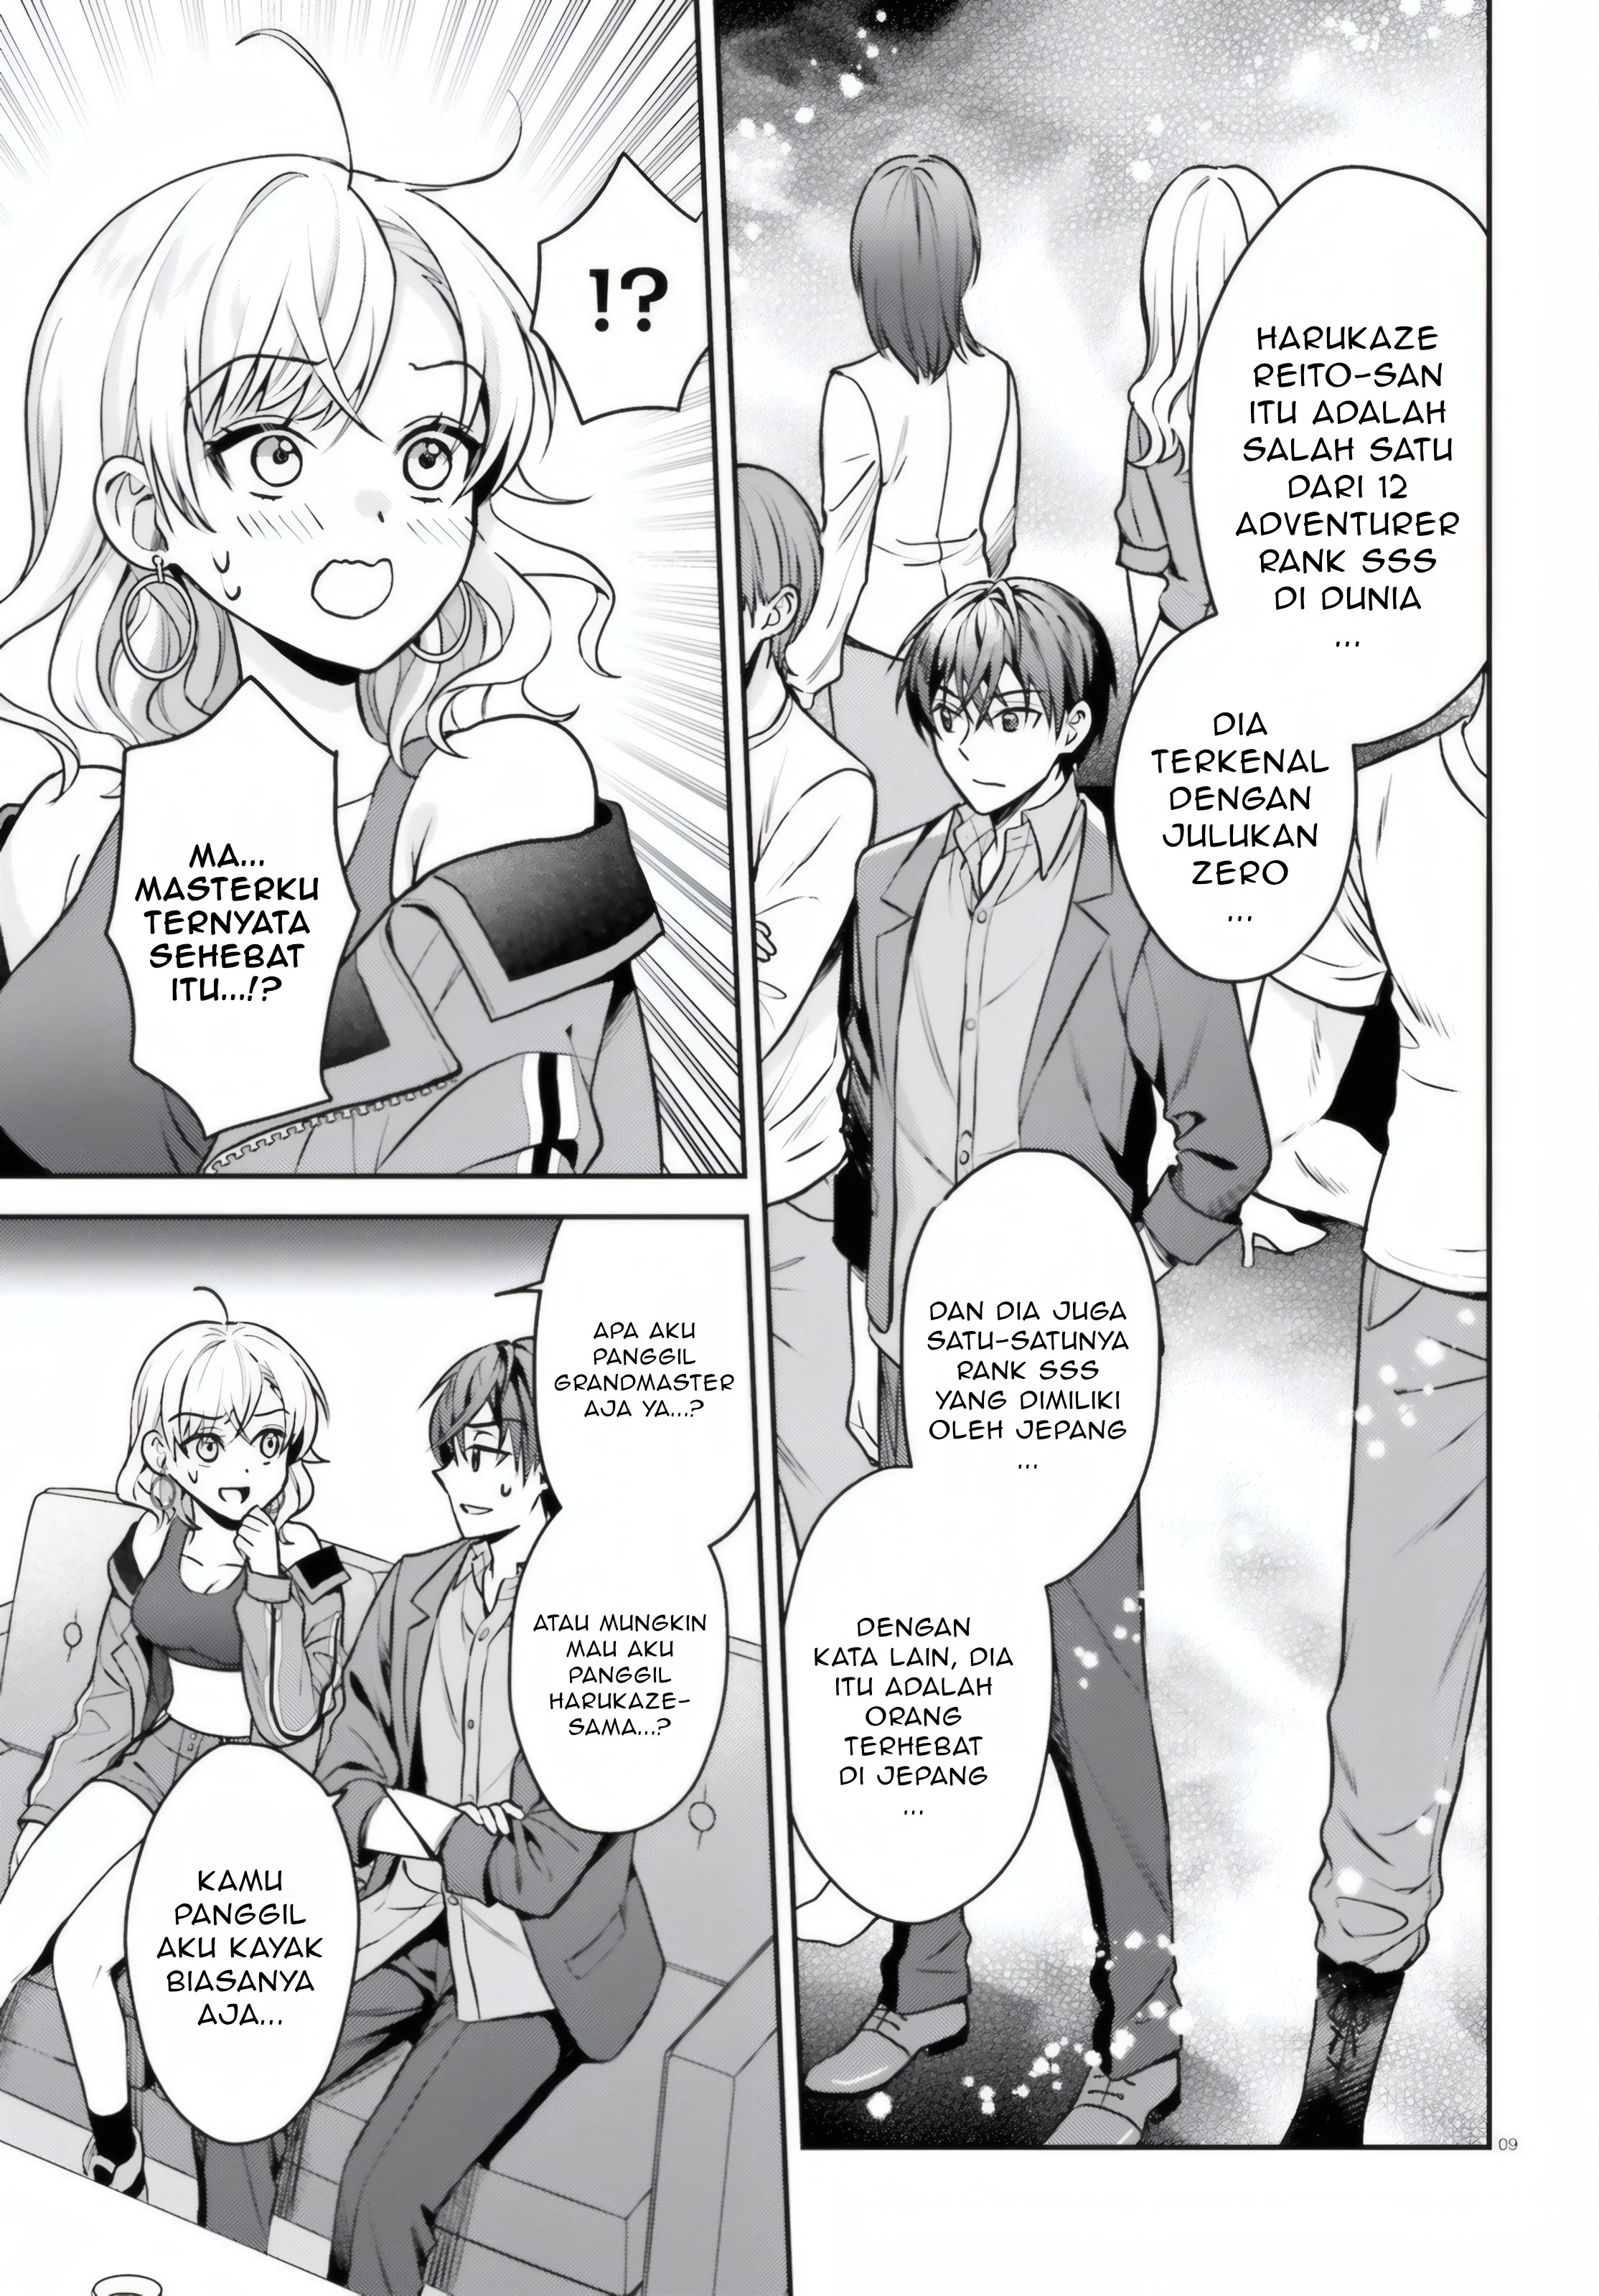 HARUKAZE
REITO-SAN
ITU ADALAH
SALAH SATU
DARI 12
ADVENTURER
RANK SSS
DI DUNIA
...
DIA
TERKENAL
DENGAN
JULUKAN
ZERO
...
DAN DIA JUGA
SATU-SATUNYA
RANK SSS
YANG DIMILIKI
OLEH JEPANG
...
DENGAN
KATA LAIN, DIA
ITU ADALAH
ORANG
TERHEBAT
DI JEPANG
...
!?
MA...
MASTERKU
TERNYATA
SEHEBAT
ITU...!?
APA AKU
PANGGIL
GRANDMASTER
AJA YA...?
ATAU MUNGKIN
MAU AKU
PANGGIL
HARUKAZE-
SAMA...?
KAMU
PANGGIL
AKU KAYAK
BIASANYA
AJA...
09